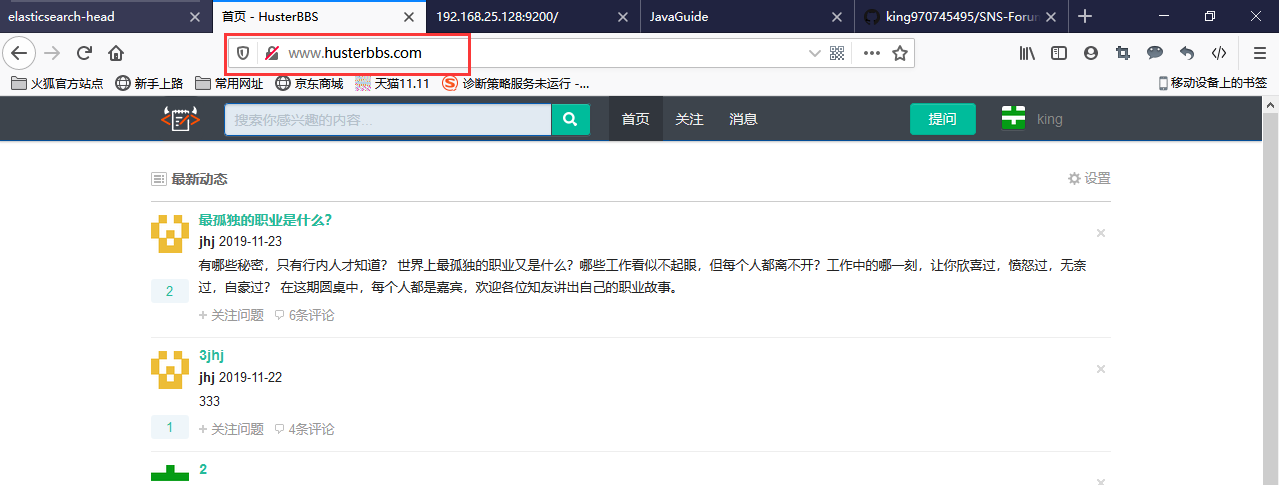 elasticsearch-head 首页 - HusterBBS 192.168.25.128:9200/ JavaGuide king970745495/SNS-Forum
www.husterbbs.com
火狐官方站点 新手上路 常用网址 京东商城 天猫11.11 诊断策略服务未运行 -... 移动设备上的书签
搜索你感兴趣的内容... 首页 关注 消息 提问 king
最新动态 设置
最孤独的职业是什么？
jhj 2019-11-23
有哪些秘密，只有行内人才知道？ 世界上最孤独的职业又是什么？哪些工作看似不起眼，但每个人都离不开？工作中的哪一刻，让你欣喜过，愤怒过，无奈
过，自豪过？ 在这期圆桌中，每个人都是嘉宾，欢迎各位知友讲出自己的职业故事。
2
关注问题 6条评论
3jhj
jhj 2019-11-22
333
1
关注问题 4条评论
2